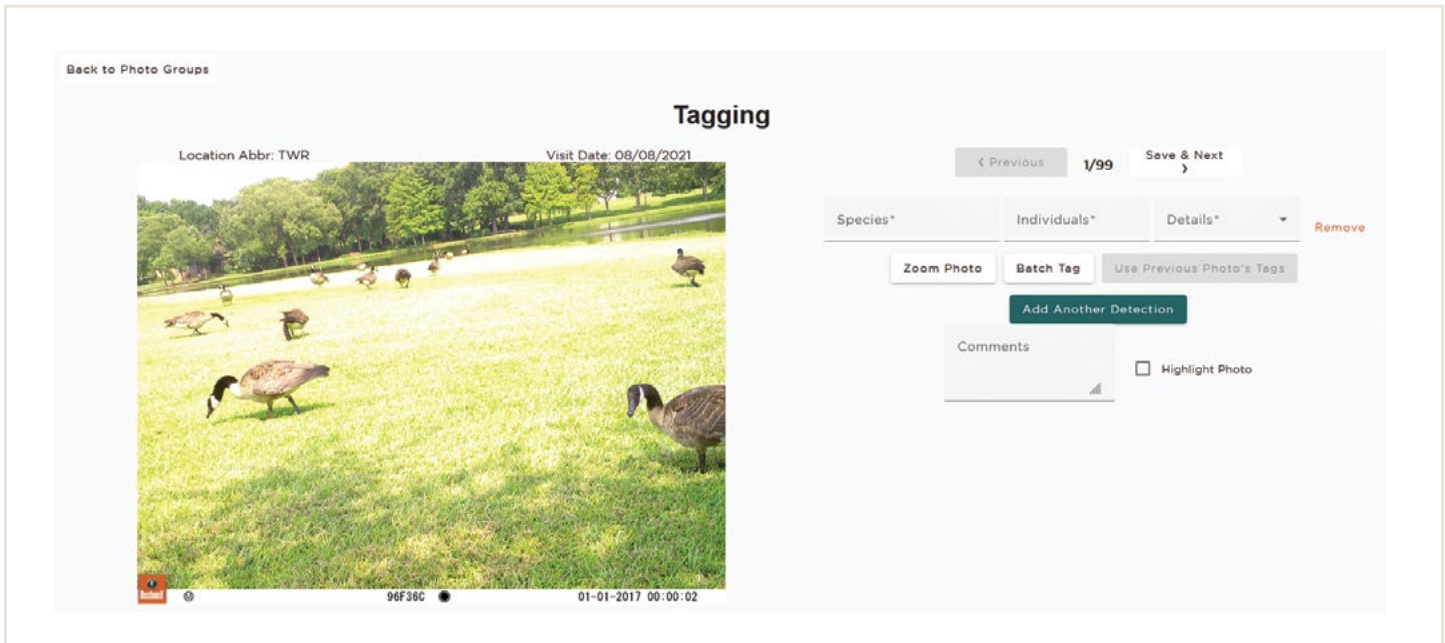 Back to Photo Groups
Tagging
Location Abbr: TWR
Visit Date: 08/08/2021
‹ Previous
1/99
Save & Next
›
Species*
Individuals*
Details*
Remove
Zoom Photo
Batch Tag
Use Previous Photo's Tags
Add Another Detection
Comments
Highlight Photo
Bushnell
M
96F36C
01-01-2017 00:00:02